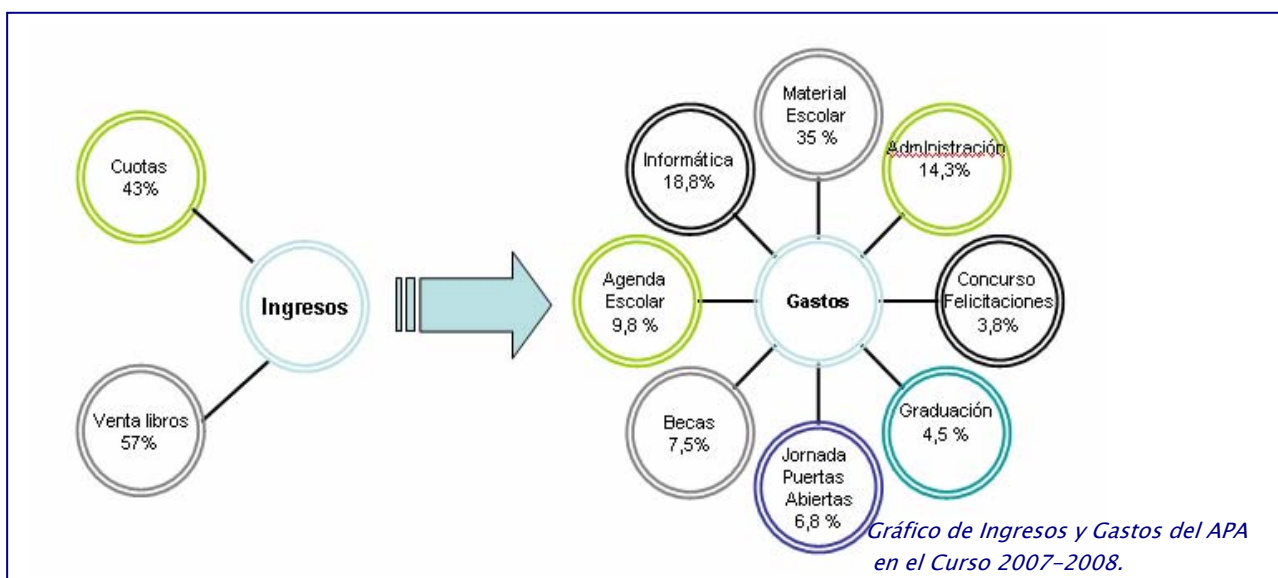 Cuotas
43%
Ingresos
Venta libros
57%
Material
Escolar
35 %
Administración
14,3%
Informática
18,8%
Concurso
Felicitaciones
3,8%
Agenda
Escolar
9,8 %
Gastos
Graduación
4,5 %
Becas
7,5%
Jornada
Puertas
Abiertas
6,8 %
Gráfico de Ingresos y Gastos del APA
en el Curso 2007-2008.